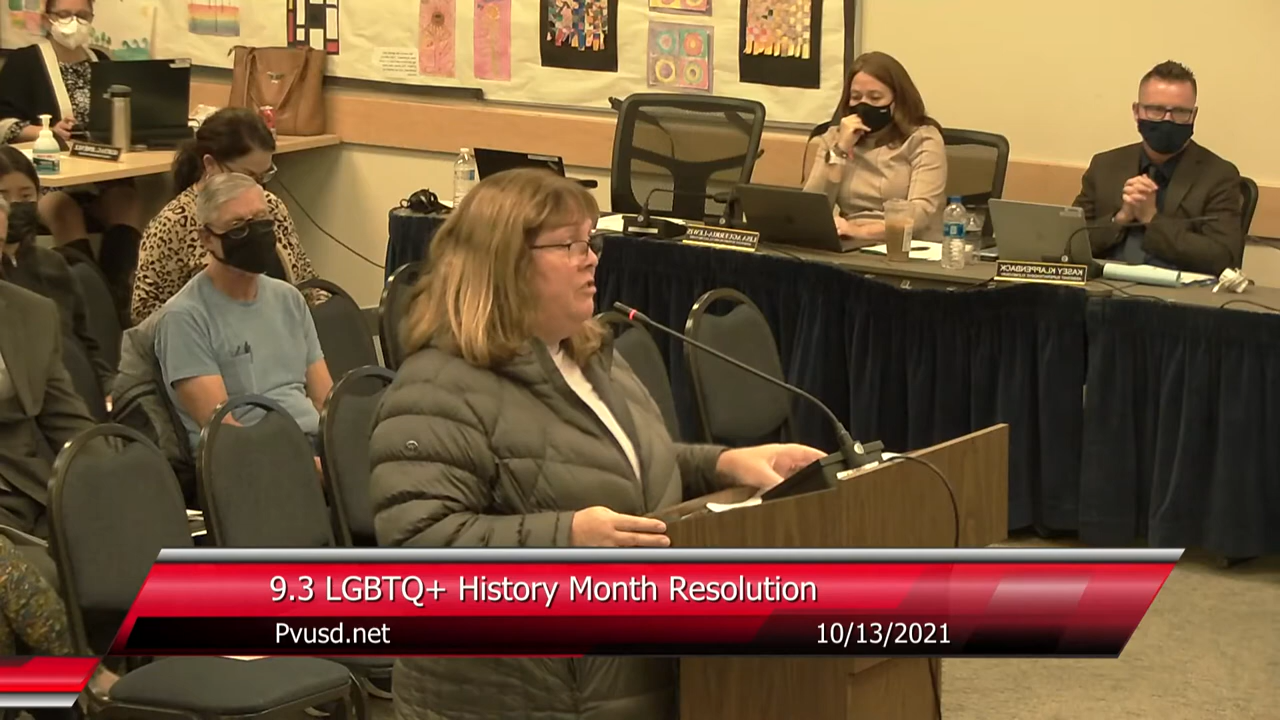 KASEY KLAPPENBACK
9.3 LGBTQ+ History Month Resolution
Pvusd.net 10/13/2021